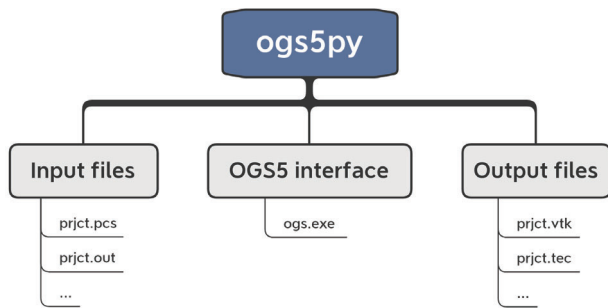 ogs5py
Input files
OGS5 interface
Output files
prjct.pcs
prjct.out
...
ogs.exe
prjct.vtk
prjct.tec
...